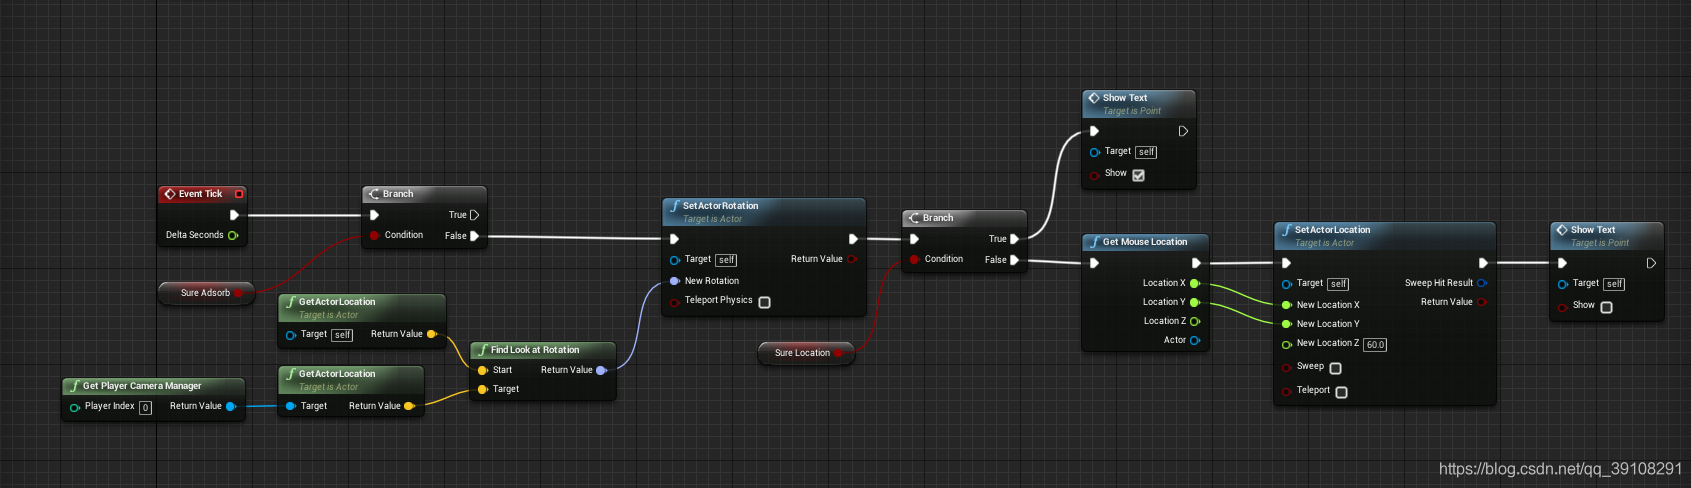 Show Text
Target is Point
Target self
Show
Event Tick
Delta Seconds
Branch
True
Condition False
Sure Adsorb
SetActorRotation
Target is Actor
Target self Return Value
New Rotation
Teleport Physics
Branch
True
Condition False
Sure Location
GetActorLocation
Target is Actor
Target self Return Value
Find Look at Rotation
Start Return Value
Target
Get Player Camera Manager
Player Index 0 Return Value
GetActorLocation
Target is Actor
Target Return Value
Get Mouse Location
Location X
Location Y
Location Z
Actor
SetActorLocation
Target is Actor
Target self Sweep Hit Result
New Location X Return Value
New Location Y
New Location Z 60.0
Sweep
Teleport
Show Text
Target is Point
Target self
Show
https://blog.csdn.net/qq_39108291